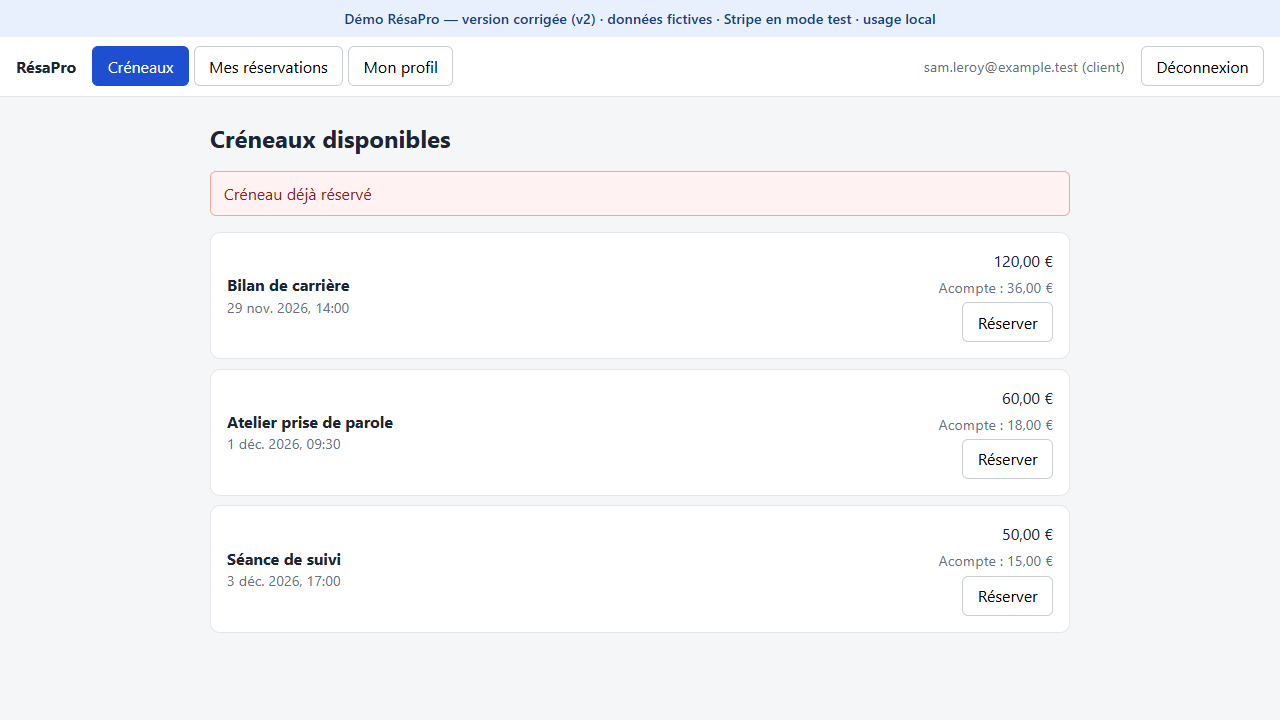 Démo RésaPro — version corrigée (v2) · données fictives · Stripe en mode test · usage local
RésaPro
Créneaux
Mes réservations
Mon profil
sam.leroy@example.test (client)
Déconnexion
Créneaux disponibles
Créneau déjà réservé
Bilan de carrière
29 nov. 2026, 14:00
120,00 €
Acompte : 36,00 €
Réserver
Atelier prise de parole
1 déc. 2026, 09:30
60,00 €
Acompte : 18,00 €
Réserver
Séance de suivi
3 déc. 2026, 17:00
50,00 €
Acompte : 15,00 €
Réserver